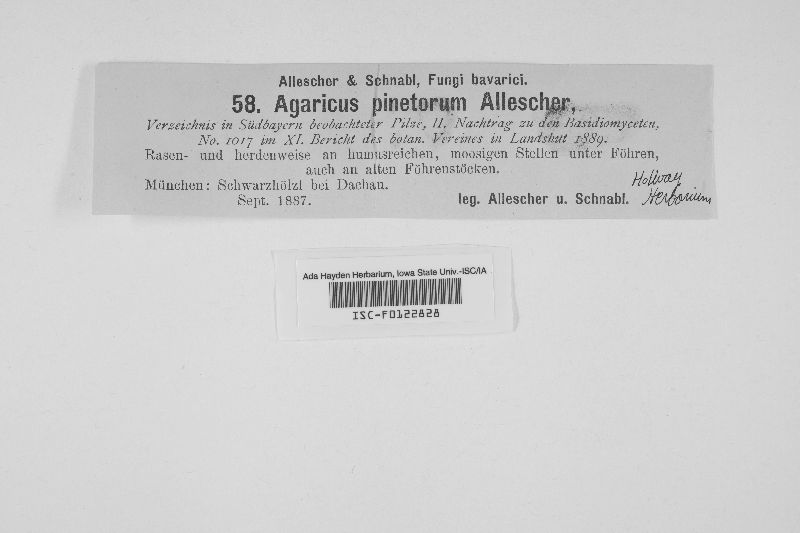 Allescher & Schnabl, Fungi bavarici.
58. Agaricus pinetorum Allescher,
Verzeichnis in Südbayern beobachteter Pilze, II. Nachtrag zu den Basidiomyceten,
No. 1017 im XI. Bericht des botan. Vereines in Landshut 1889.
Rasen- und herdenweise an humusreichen, moosigen Stellen unter Föhren,
auch an alten Föhrenstöcken.
München: Schwarzhölzl bei Dachau.
Sept. 1887.
leg. Allescher u. Schnabl.
Holway
Herbarium
Ada Hayden Herbarium, Iowa State Univ.-ISC/IA
ISC-F0122828